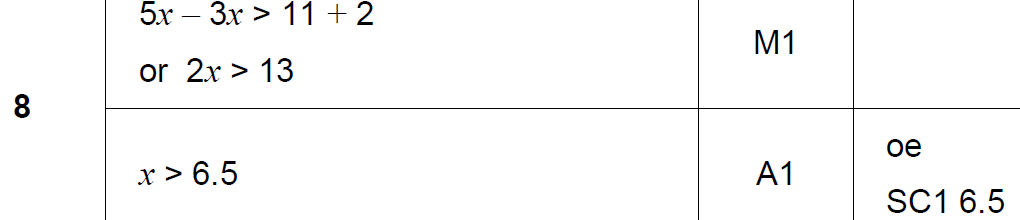 5x – 3x > 11 + 2
M1
or 2x > 13
8
oe
x > 6.5
A1
SC1 6.5